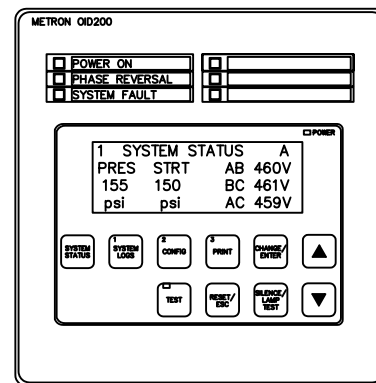 METRON OID200
POWER ON
PHASE REVERSAL
SYSTEM FAULT
POWER
1 SYSTEM STATUS A
PRES STRT AB 460V
155 150 BC 461V
psi psi AC 459V
SYSTEM STATUS
1 SYSTEM LOGS
2 CONFIG
3 PRINT
CHANGE/ ENTER
TEST
RESET/ ESC
SILENCE/ LAMP TEST